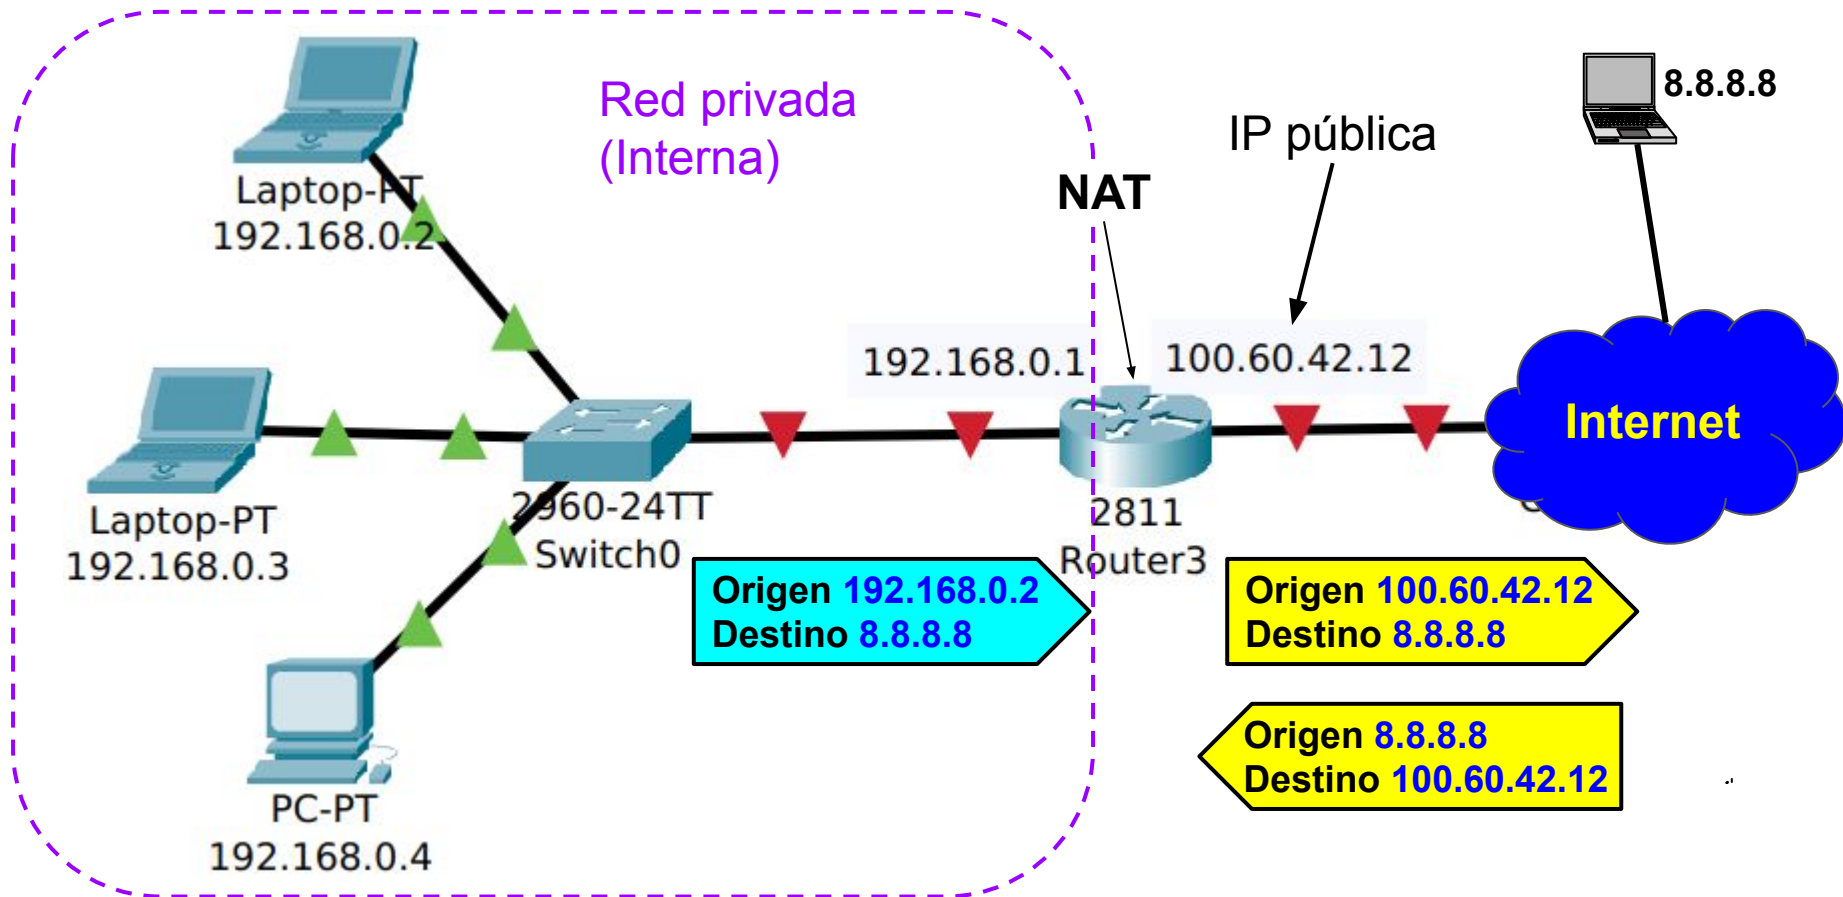 Red privada
(Interna)
8.8.8.8
IP pública
NAT
Laptop-PT
192.168.0.2
192.168.0.1
100.60.42.12
Internet
Laptop-PT
192.168.0.3
2960-24TT
Switch0
2811
Router3
Origen 192.168.0.2
Destino 8.8.8.8
Origen 100.60.42.12
Destino 8.8.8.8
Origen 8.8.8.8
Destino 100.60.42.12
PC-PT
192.168.0.4